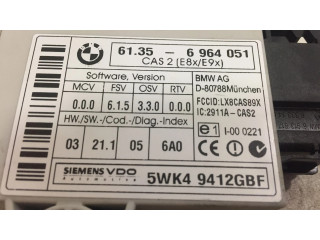 61.35 - 6 964 051
CAS 2 (E8x/E9x)
Software, Version
MCV FSV OSV RTV
0.0.0 6.1.5 3.3.0 0.0.0
HW./SW.-/Cod.-/Diag.-Index
03 21.1 05 6A0
BMW AG
D-80788München
FCCID:LX8CAS89X
IC:2911A-CAS2
e1 I-00 0221
SIEMENS VDO
Automotive
5WK4 9412GBF